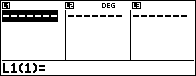 L1 L2 DEG L3
------ ------ ------
L1(1)=